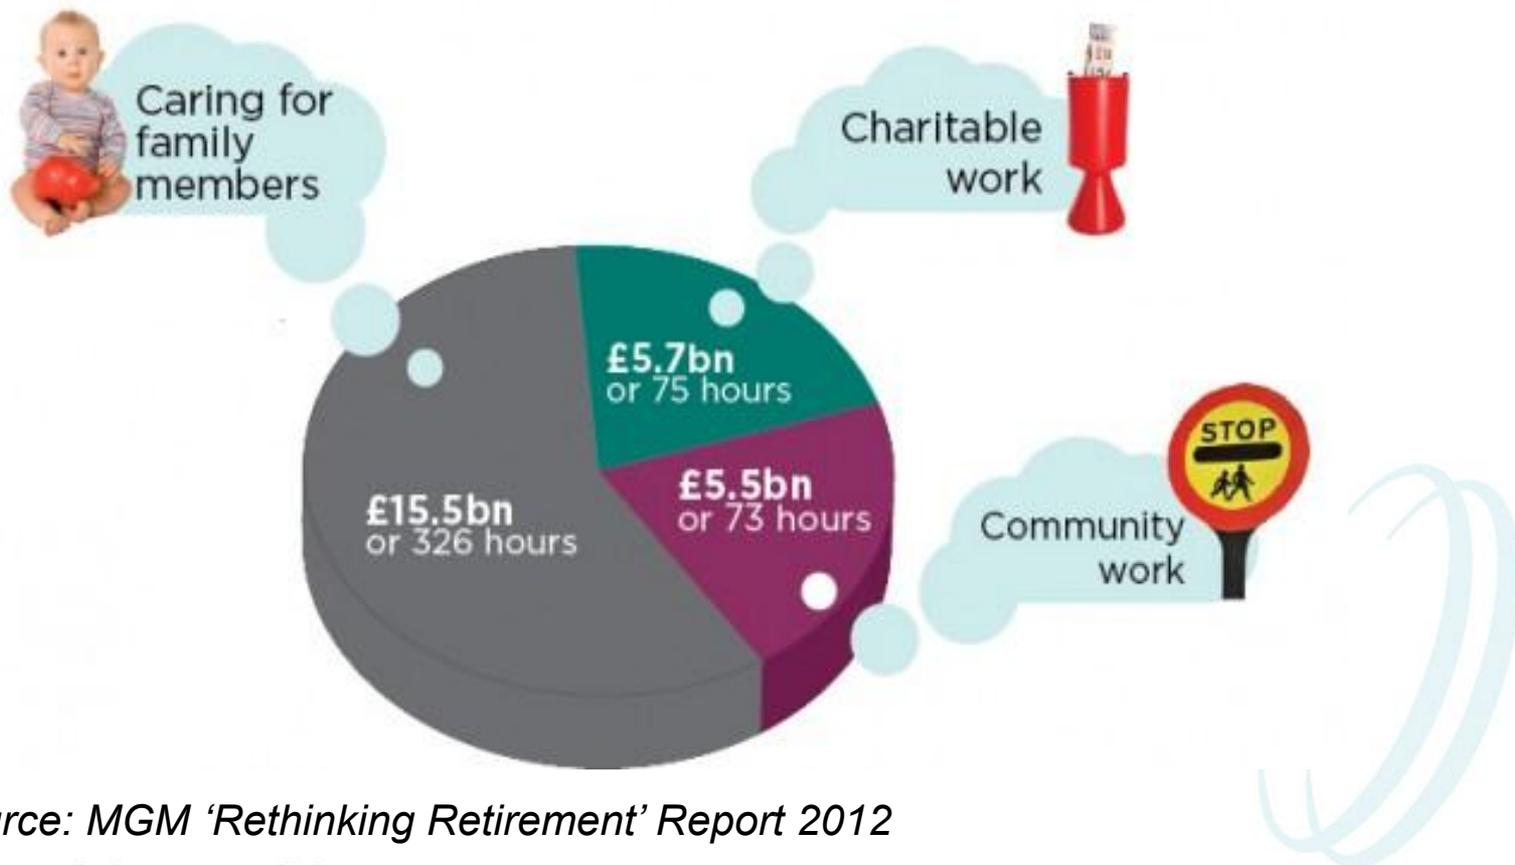 Caring for
family
members
Charitable
work
£5.7bn
or 75 hours
£5.5bn
or 73 hours
£15.5bn
or 326 hours
STOP
Community
work
rce: MGM ‘Rethinking Retirement’ Report 2012